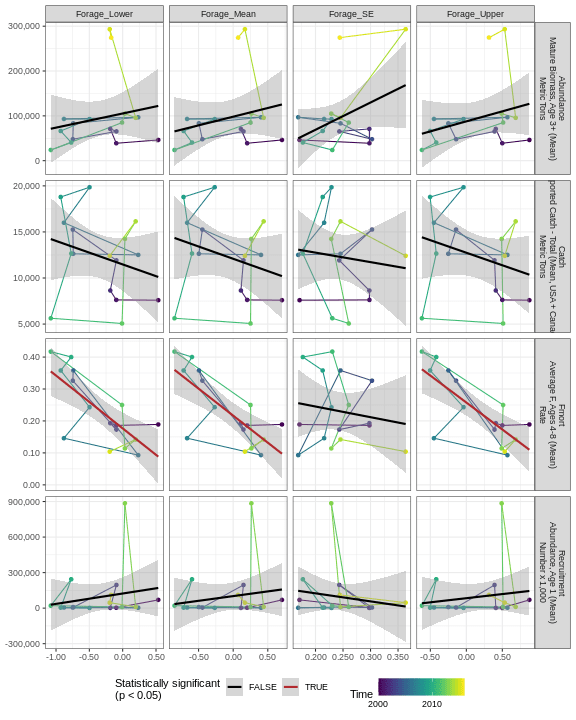 Forage_Lower Forage_Mean Forage_SE Forage_Upper
300,000
200,000
100,000
0
Abundance
Mature Biomass, Age 3+ (Mean)
Metric Tons
20,000
15,000
10,000
5,000
Catch
ported Catch - Total (Mean, USA + Cana
Metric Tons
0.40
0.30
0.20
0.10
0.00
Fmort
Average F, Ages 4-8 (Mean)
Rate
900,000
600,000
300,000
0
-300,000
Recruitment
Abundance, Age 1 (Mean)
Number x 1,000
-1.00 -0.50 0.00 0.50 -1.00 -0.50 0.00 0.50 0.200 0.250 0.300 0.350 -0.50 0.00 0.50
Statistically significant
(p < 0.05)
FALSE TRUE
Time
2000 2010